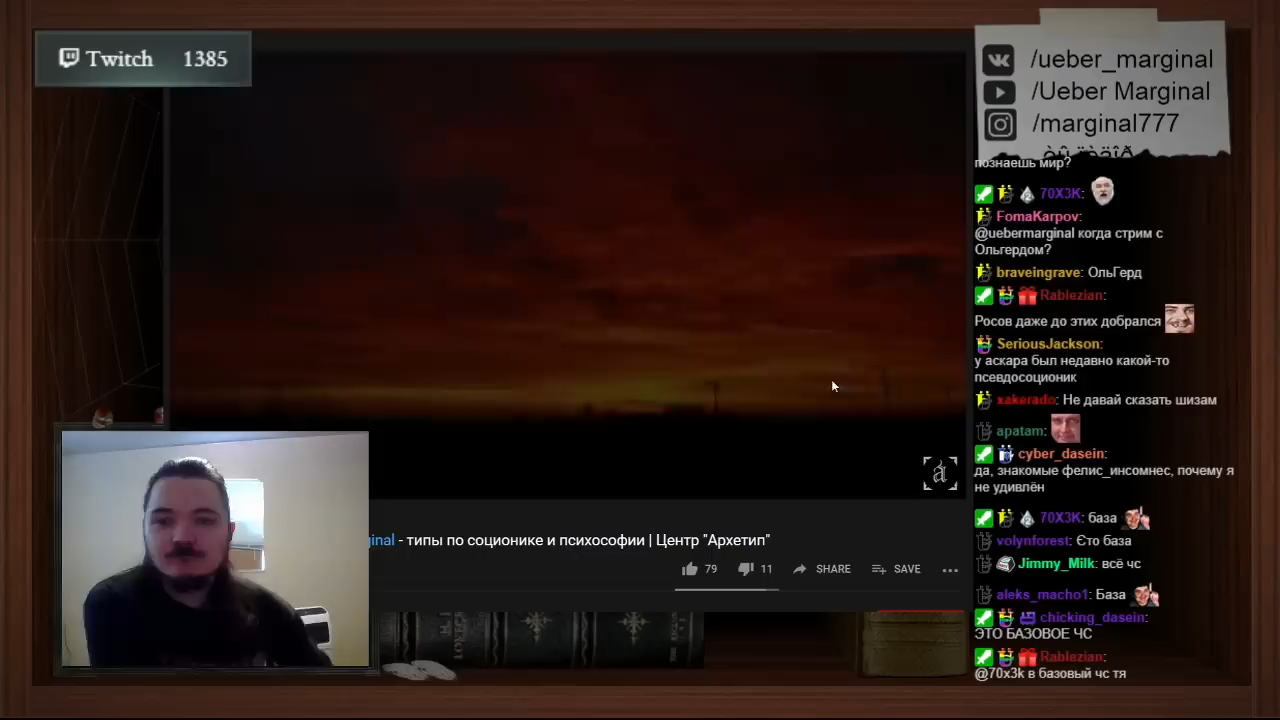 Twitch 1385
/ueber_marginal
/Ueber Marginal
/marginal777
познаешь мир?
70X3K:
FomaKarpov:
@uebermarginal когда стрим с
Ольгердом?
braveingrave: ОльГерд
Rablezian:
Росов даже до этих добрался
SeriousJackson:
у аскара был недавно какой-то
псевдосоционик
xakerado: Не давай сказать шизам
apatam:
cyber_dasein:
да, знакомые фелис_инсомнес, почему я
не удивлён
70X3K: база
volynforest: Єто база
Jimmy_Milk: всё чс
aleks_macho1: База
chicking_dasein:
ЭТО БАЗОВОЕ ЧС
Rablezian:
@70x3k в базовый чс тя
ginal - типы по соционике и психософии | Центр "Архетип"
79 11 SHARE SAVE